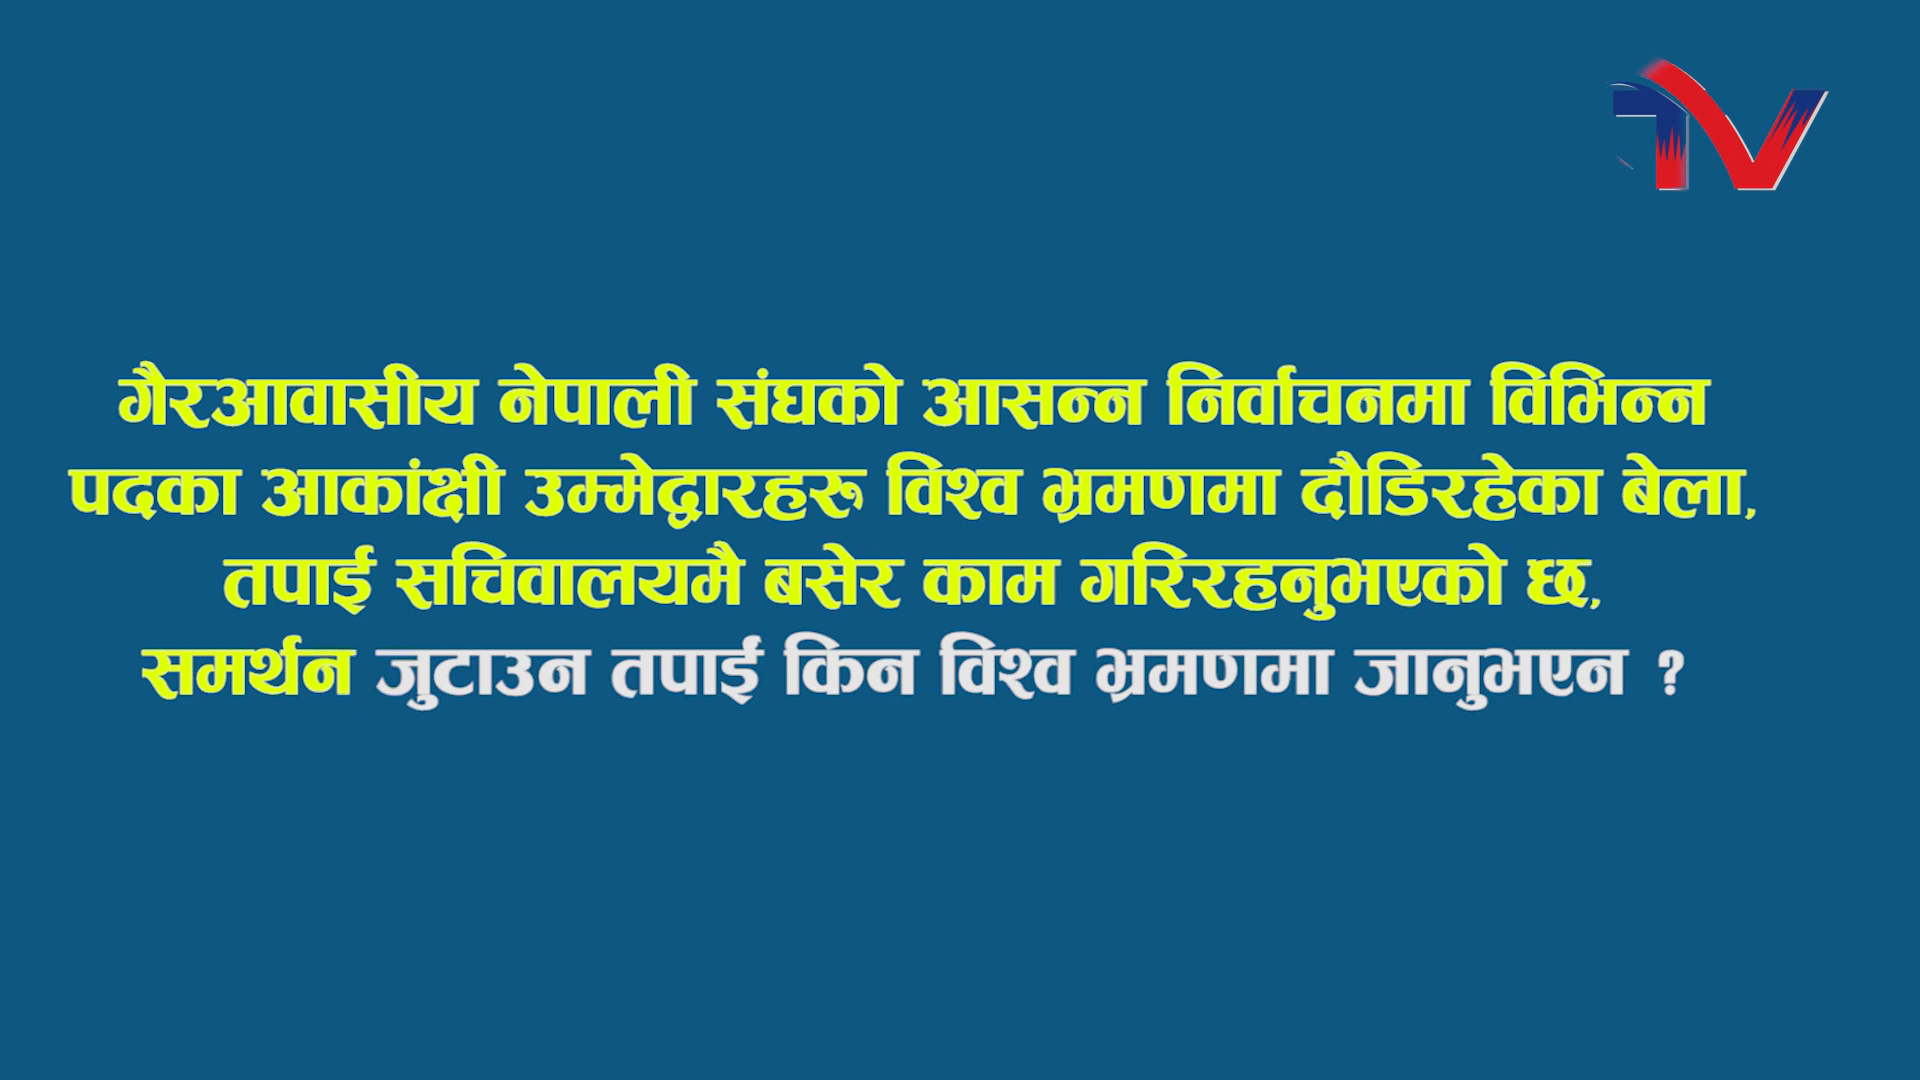 TV
गैरआवासीय नेपाली संघको आसन्न निर्वाचनमा विभिन्न
पदका आकांक्षी उम्मेद्वारहरू विश्व भ्रमणमा दौडिरहेका बेला,
तपाई सचिवालयमै बसेर काम गरिरहनुभएको छ,
समर्थन जुटाउन तपाईं किन विश्व भ्रमणमा जानुभएन ?